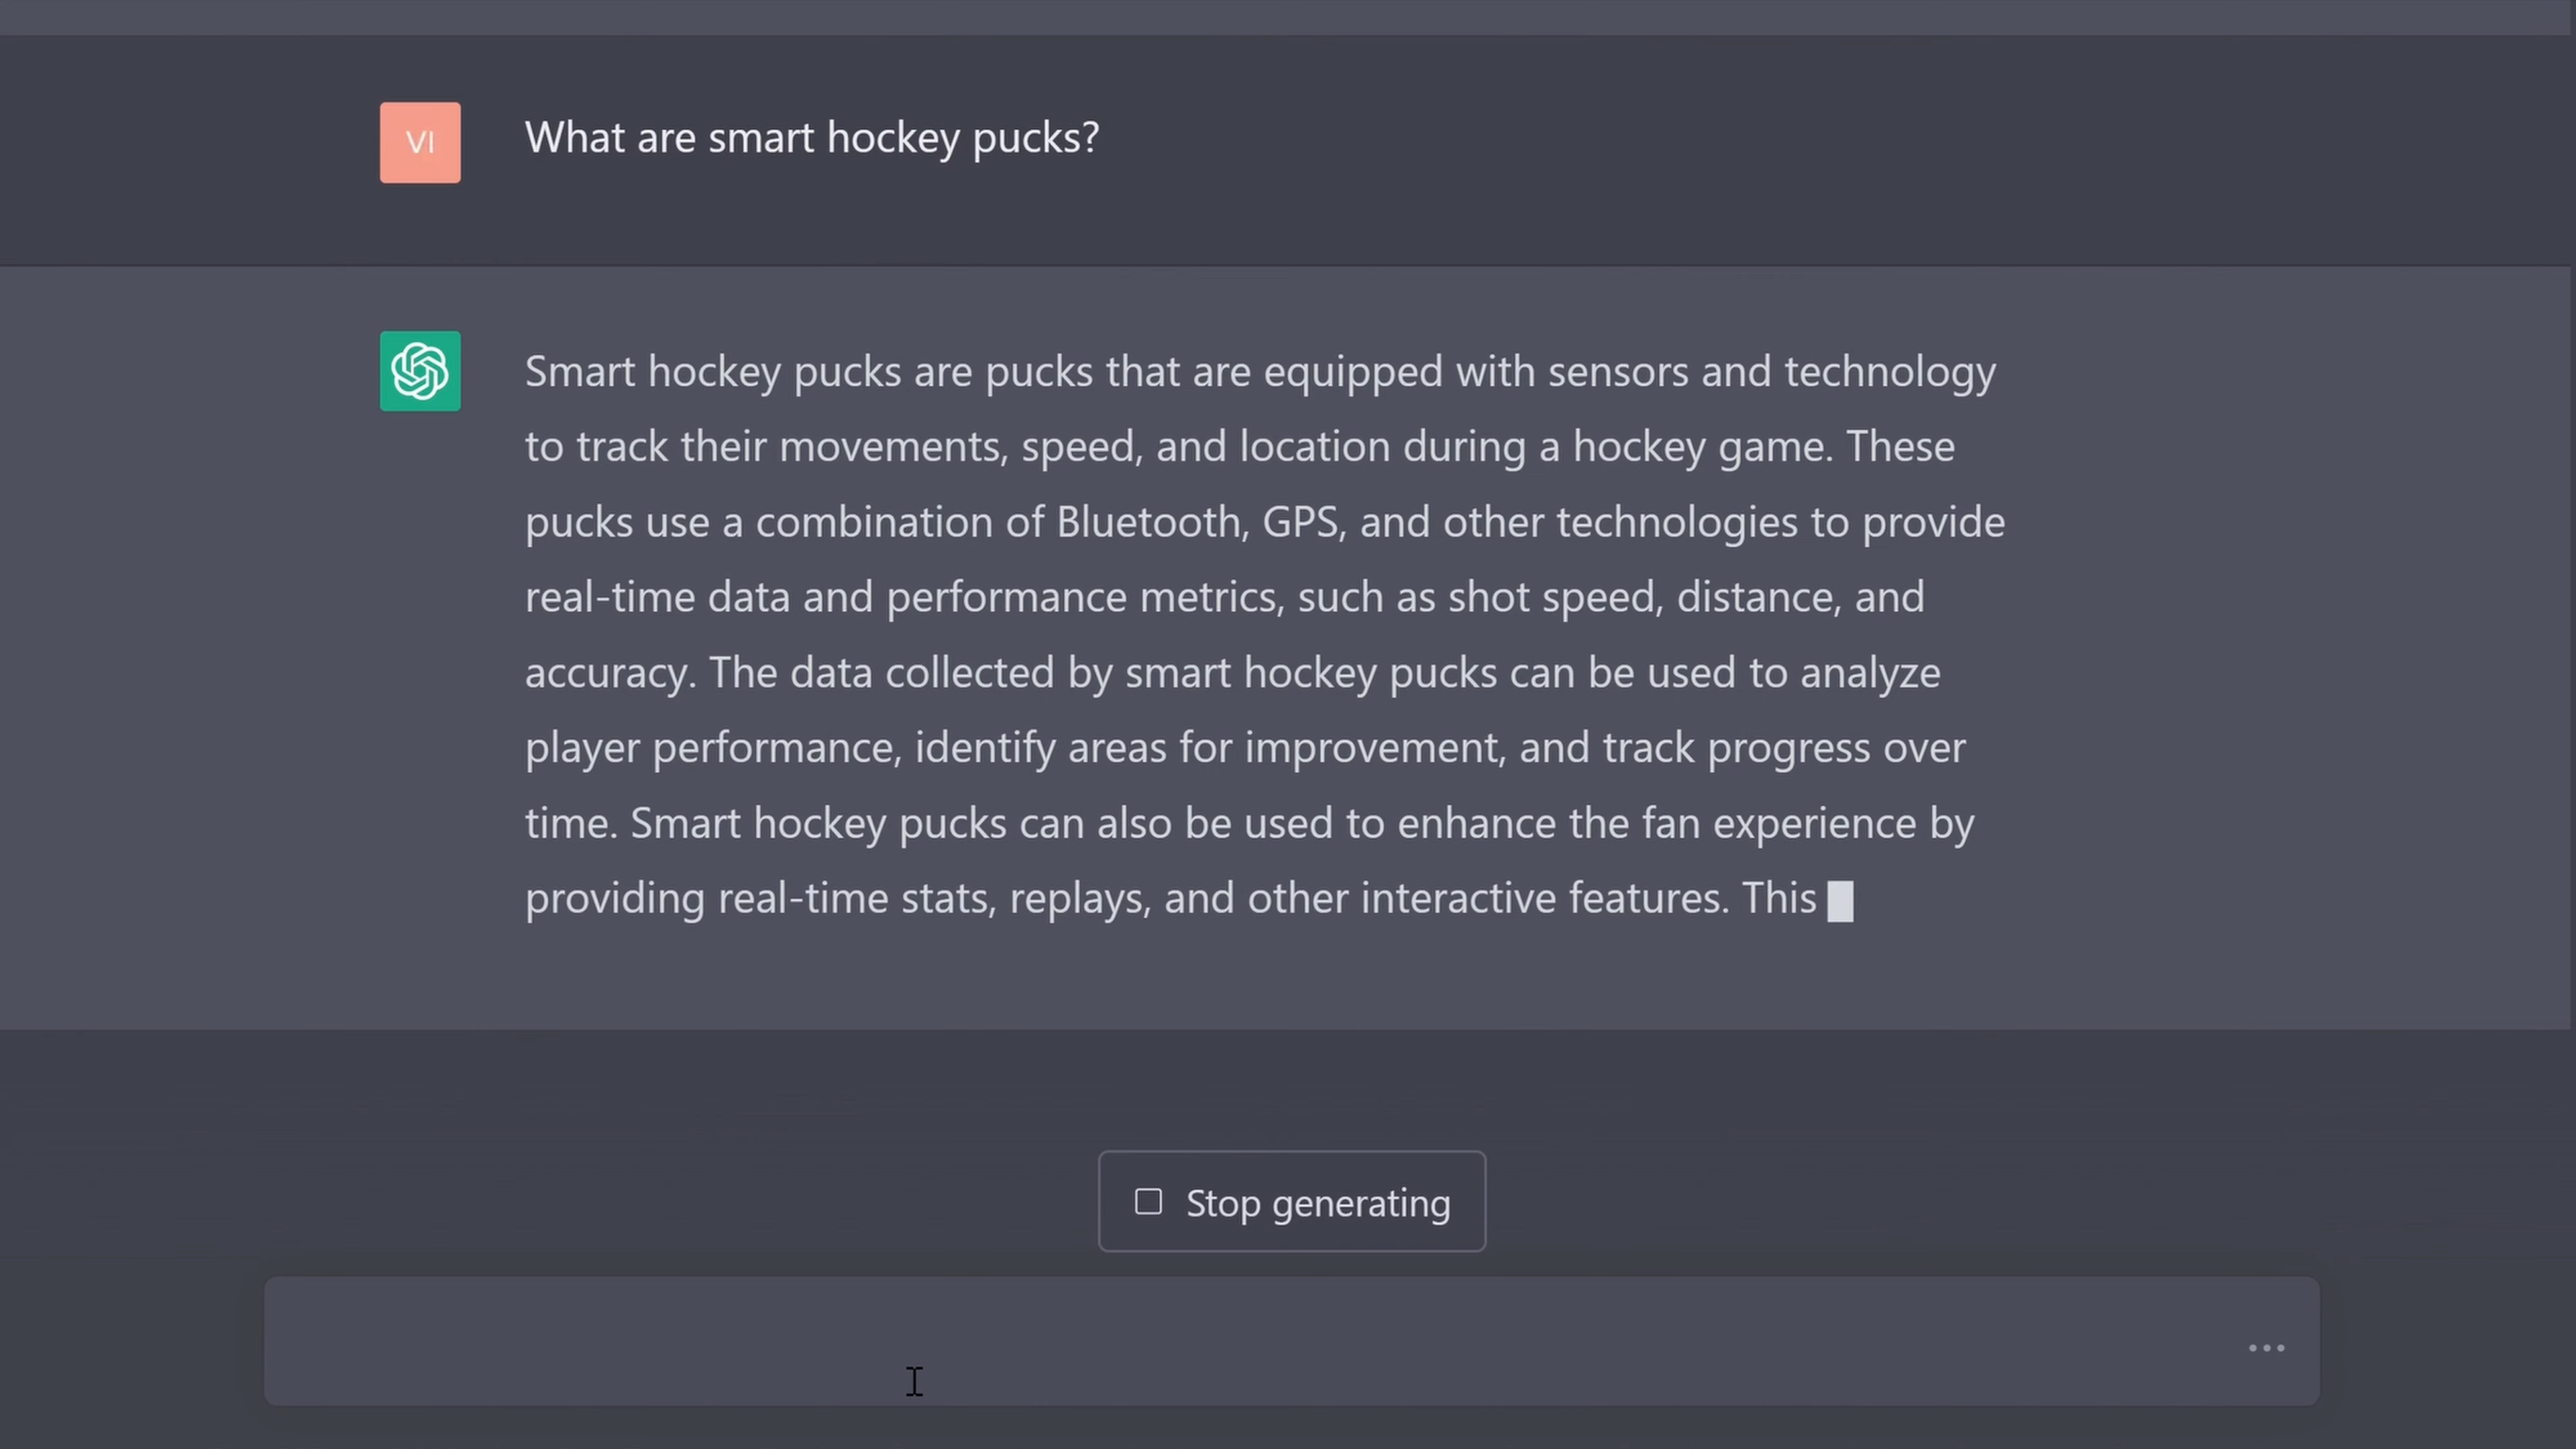 VI
What are smart hockey pucks?
Smart hockey pucks are pucks that are equipped with sensors and technology
to track their movements, speed, and location during a hockey game. These
pucks use a combination of Bluetooth, GPS, and other technologies to provide
real-time data and performance metrics, such as shot speed, distance, and
accuracy. The data collected by smart hockey pucks can be used to analyze
player performance, identify areas for improvement, and track progress over
time. Smart hockey pucks can also be used to enhance the fan experience by
providing real-time stats, replays, and other interactive features. This
Stop generating